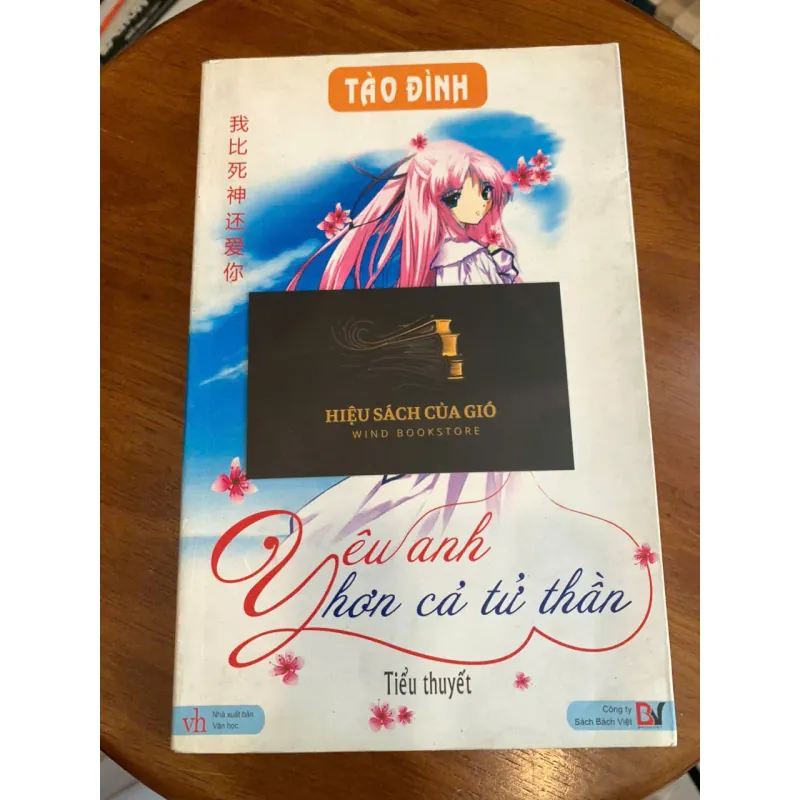 TÀO ĐÌNH
我比死神还爱你
HIỆU SÁCH CỦA GIÓ
WIND BOOKSTORE
Yêu anh
hơn cả tử thần
Tiểu thuyết
vh
Nhà xuất bản
Văn học
Công ty
Sách Bách Việt
BV